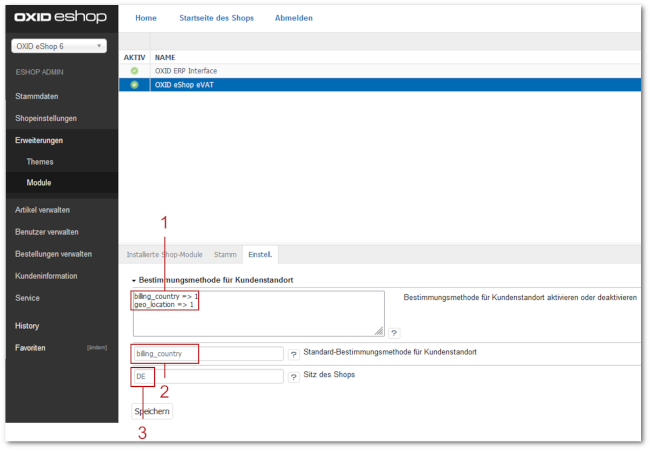 OXID eshop
Home Startseite des Shops Abmelden
OXID eShop 6
AKTIV NAME
OXID ERP Interface
OXID eShop eVAT
ESHOP ADMIN
Stammdaten
Shopeinstellungen
Erweiterungen
Themes
Module
Artikel verwalten
Benutzer verwalten
Bestellungen verwalten
Kundeninformation
Service
History
Favoriten [ändern]
1
Installierte Shop-Module Stamm Einstell.
Bestimmungsmethode für Kundenstandort
billing_country => 1
geo_location => 1
Bestimmungsmethode für Kundenstandort aktivieren oder deaktivieren
?
billing_country ? Standard-Bestimmungsmethode für Kundenstandort
DE ? Sitz des Shops
2
Speichern
3